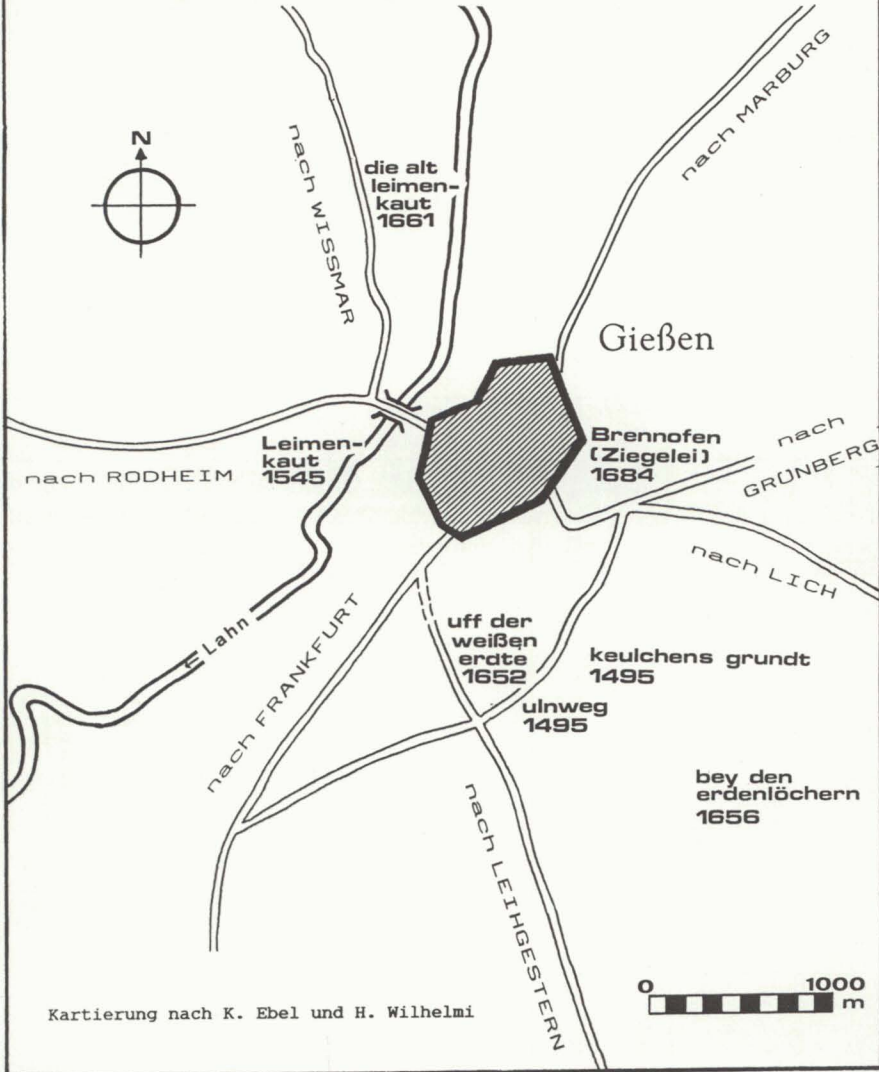 N
nach WISSMAR
die alt
leimen-
kaut
1661
nach MARBURG
Gießen
Leimen-
kaut
1545
nach RODHEIM
Brennofen
(Ziegelei)
1684
nach
GRÜNBERG
nach LICH
Lahn
nach FRANKFURT
uff der
weißen
erdte
1652
keulchens grundt
1495
ulnweg
1495
bey den
erdenlöchern
1656
nach LEIHGESTERN
0 1000
m
Kartierung nach K. Ebel und H. Wilhelmi